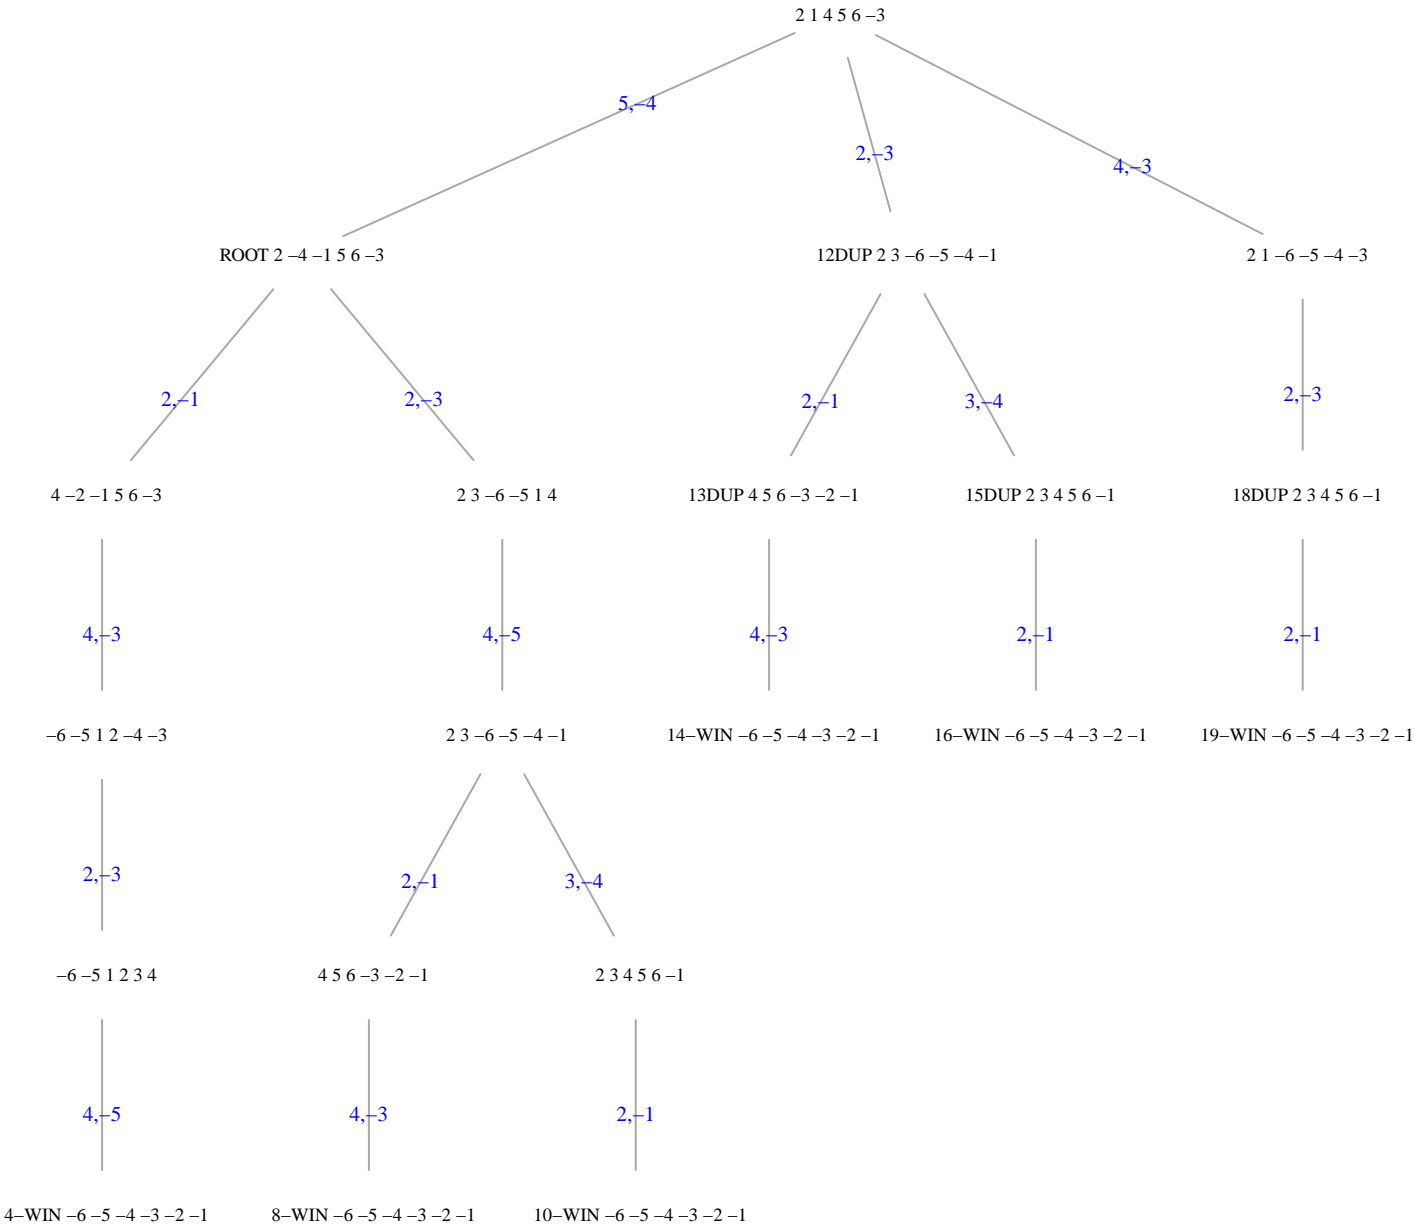 2 1 4 5 6 –3
5,–4
2,–3
4,–3
ROOT 2 –4 –1 5 6 –3
12DUP 2 3 –6 –5 –4 –1
2 1 –6 –5 –4 –3
2,–1
2,–3
2,–1
3,–4
2,–3
4 –2 –1 5 6 –3
2 3 –6 –5 1 4
13DUP 4 5 6 –3 –2 –1
15DUP 2 3 4 5 6 –1
18DUP 2 3 4 5 6 –1
4,–3
4,–5
4,–3
2,–1
2,–1
–6 –5 1 2 –4 –3
2 3 –6 –5 –4 –1
14–WIN –6 –5 –4 –3 –2 –1
16–WIN –6 –5 –4 –3 –2 –1
19–WIN –6 –5 –4 –3 –2 –1
2,–3
2,–1
3,–4
–6 –5 1 2 3 4
4 5 6 –3 –2 –1
2 3 4 5 6 –1
4,–5
4,–3
2,–1
4–WIN –6 –5 –4 –3 –2 –1
8–WIN –6 –5 –4 –3 –2 –1
10–WIN –6 –5 –4 –3 –2 –1